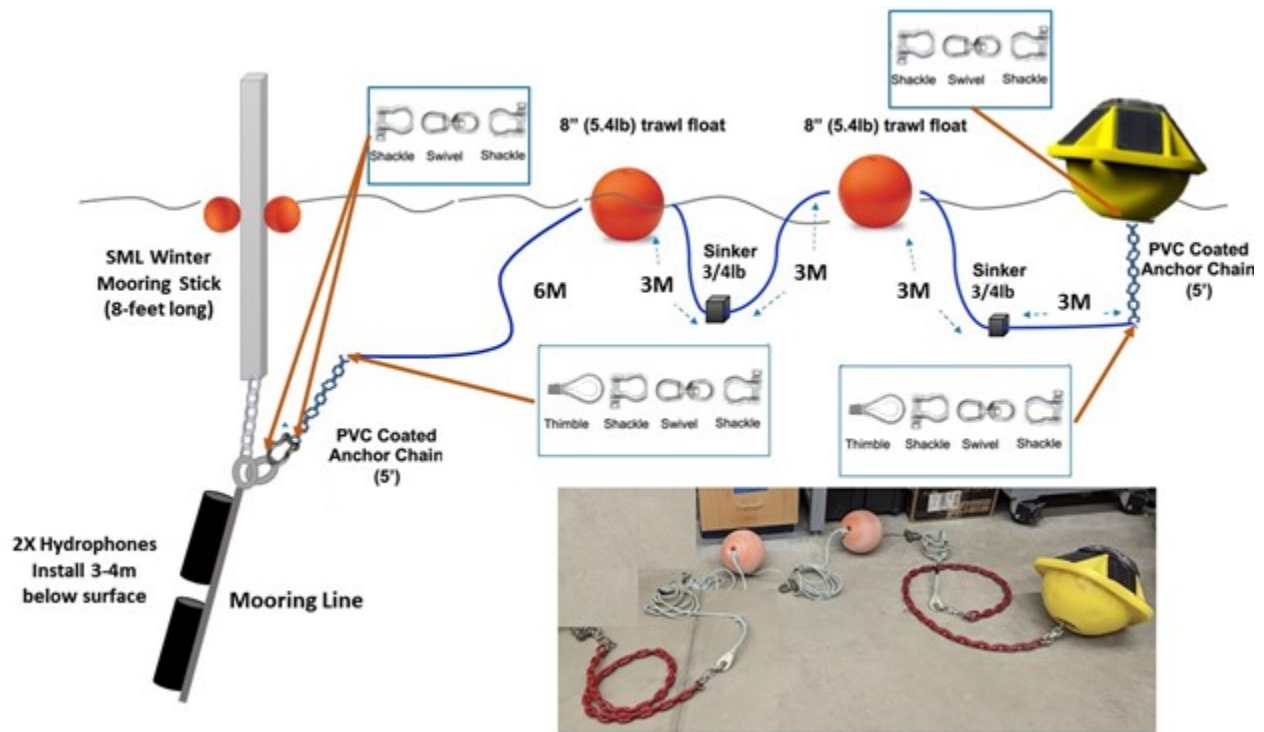 Shackle Swivel Shackle
Shackle Swivel Shackle
8” (5.4lb) trawl float
8” (5.4lb) trawl float
SML Winter
Mooring Stick
(8-feet long)
6M
3M
Sinker
3/4lb
3M
3M
Sinker
3/4lb
3M
PVC Coated
Anchor Chain
(5’)
PVC Coated
Anchor Chain
(5’)
Thimble Shackle Swivel Shackle
Thimble Shackle Swivel Shackle
2X Hydrophones
Install 3-4m
below surface
Mooring Line